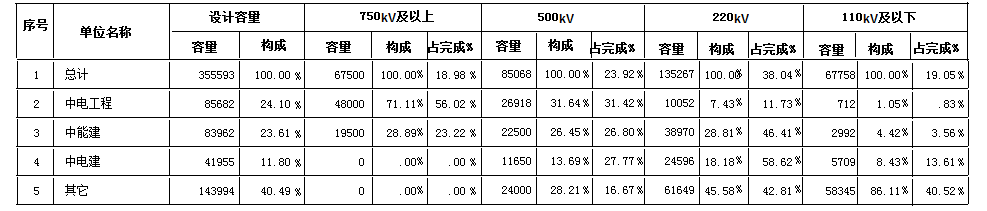 序号 单位名称 设计容量 750kV及以上 500kV 220kV 110kV及以下
容量 构成 容量 构成 占完成% 容量 构成 占完成% 容量 构成 占完成% 容量 构成 占完成%
1 总计 355593 100.00 % 67500 100.00% 18.98 % 85068 100.00% 23.92% 135267 100.00% 38.04% 67758 100.00% 19.05%
2 中电工程 85682 24.10 % 48000 71.11% 56.02 % 26918 31.64% 31.42% 10052 7.43% 11.73% 712 1.05% .83%
3 中能建 83962 23.61 % 19500 28.89% 23.22 % 22500 26.45% 26.80% 38970 28.81% 46.41% 2992 4.42% 3.56%
4 中电建 41955 11.80 % 0 .00% .00 % 11650 13.69% 27.77% 24596 18.18% 58.62% 5709 8.43% 13.61%
5 其它 143994 40.49 % 0 .00% .00 % 24000 28.21% 16.67% 61649 45.58% 42.81% 58345 86.11% 40.52%